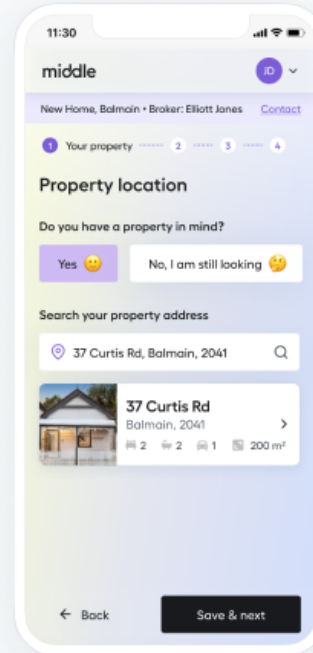 11:30
middle
JD
New Home, Balmain • Broker: Elliott Jones Contact
1 Your property 2 3 4
Property location
Do you have a property in mind?
Yes 🙂 No, I am still looking 🤔
Search your property address
37 Curtis Rd, Balmain, 2041
37 Curtis Rd
Balmain, 2041
2 2 1 200 m²
← Back Save & next